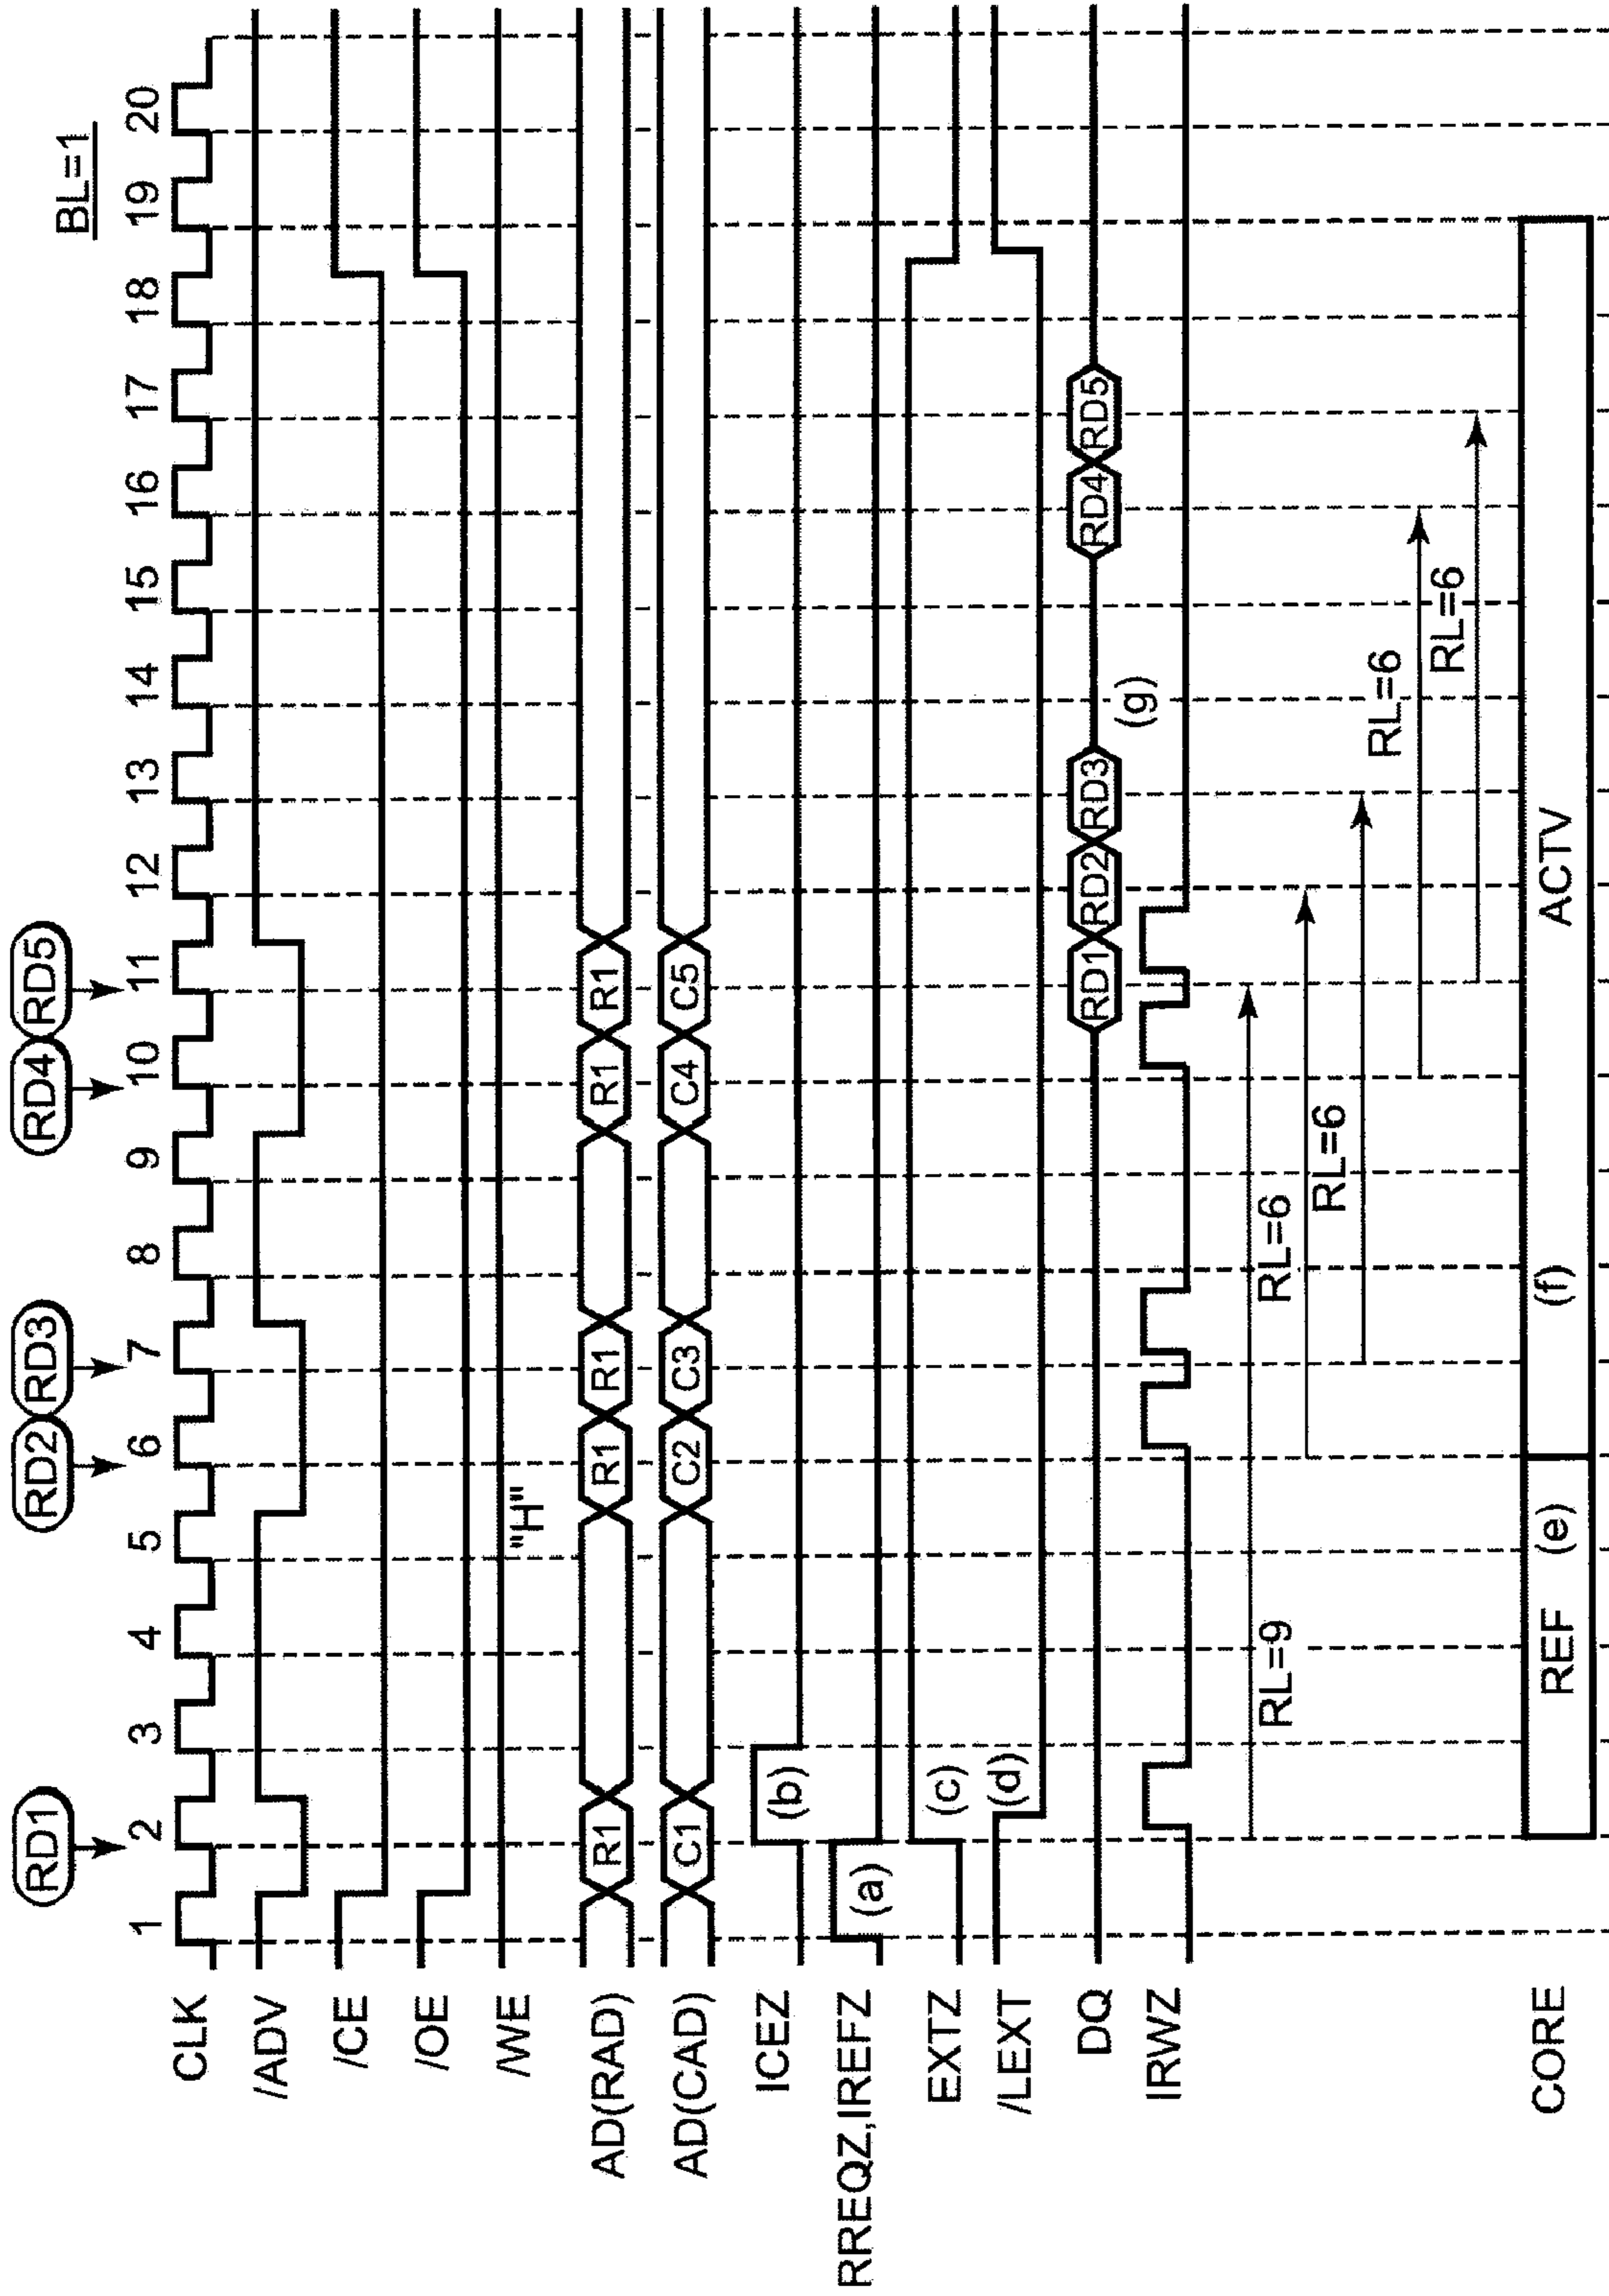 BL=1
RD1 RD2 RD3 RD4 RD5
1 2 3 4 5 6 7 8 9 10 11 12 13 14 15 16 17 18 19 20
CLK
/ADV
/CE
/OE
/WE "H"
AD(RAD) R1 R1 R1 R1 R1
AD(CAD) C1 C2 C3 C4 C5
ICEZ (b)
RREQZ,IREFZ (a)
EXTZ (c)
/LEXT (d)
DQ RD1 RD2 RD3 RD4 RD5
(g)
IRWZ
RL=9
RL=6
RL=6
RL=6
RL=6
CORE REF (e) (f) ACTV